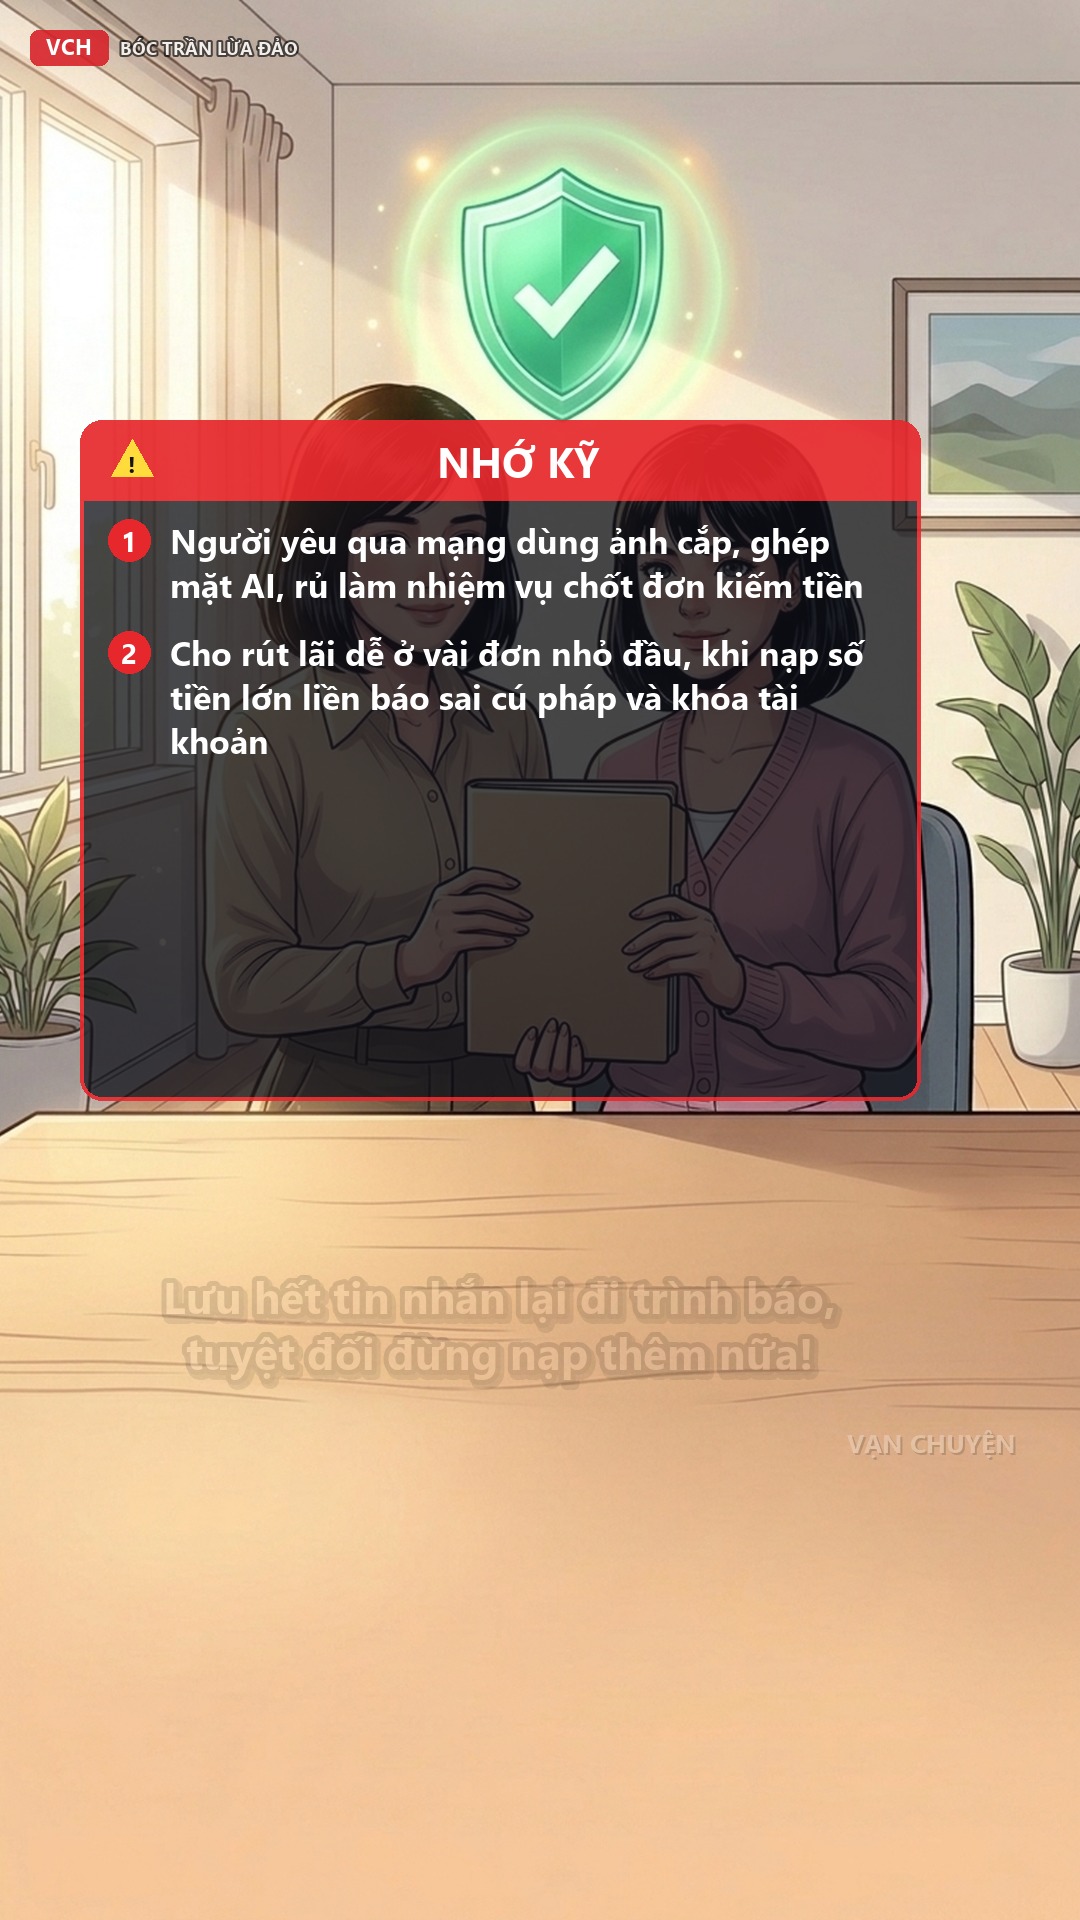 VCH BÓC TRẦN LỪA ĐẢO
NHỚ KỸ
1 Người yêu qua mạng dùng ảnh cắp, ghép
mặt AI, rủ làm nhiệm vụ chốt đơn kiếm tiền
2 Cho rút lãi dễ ở vài đơn nhỏ đầu, khi nạp số
tiền lớn liền báo sai cú pháp và khóa tài
khoản
Lưu hết tin nhắn lại đi trình báo,
tuyệt đối đừng nạp thêm nữa!
VẠN CHUYỆN